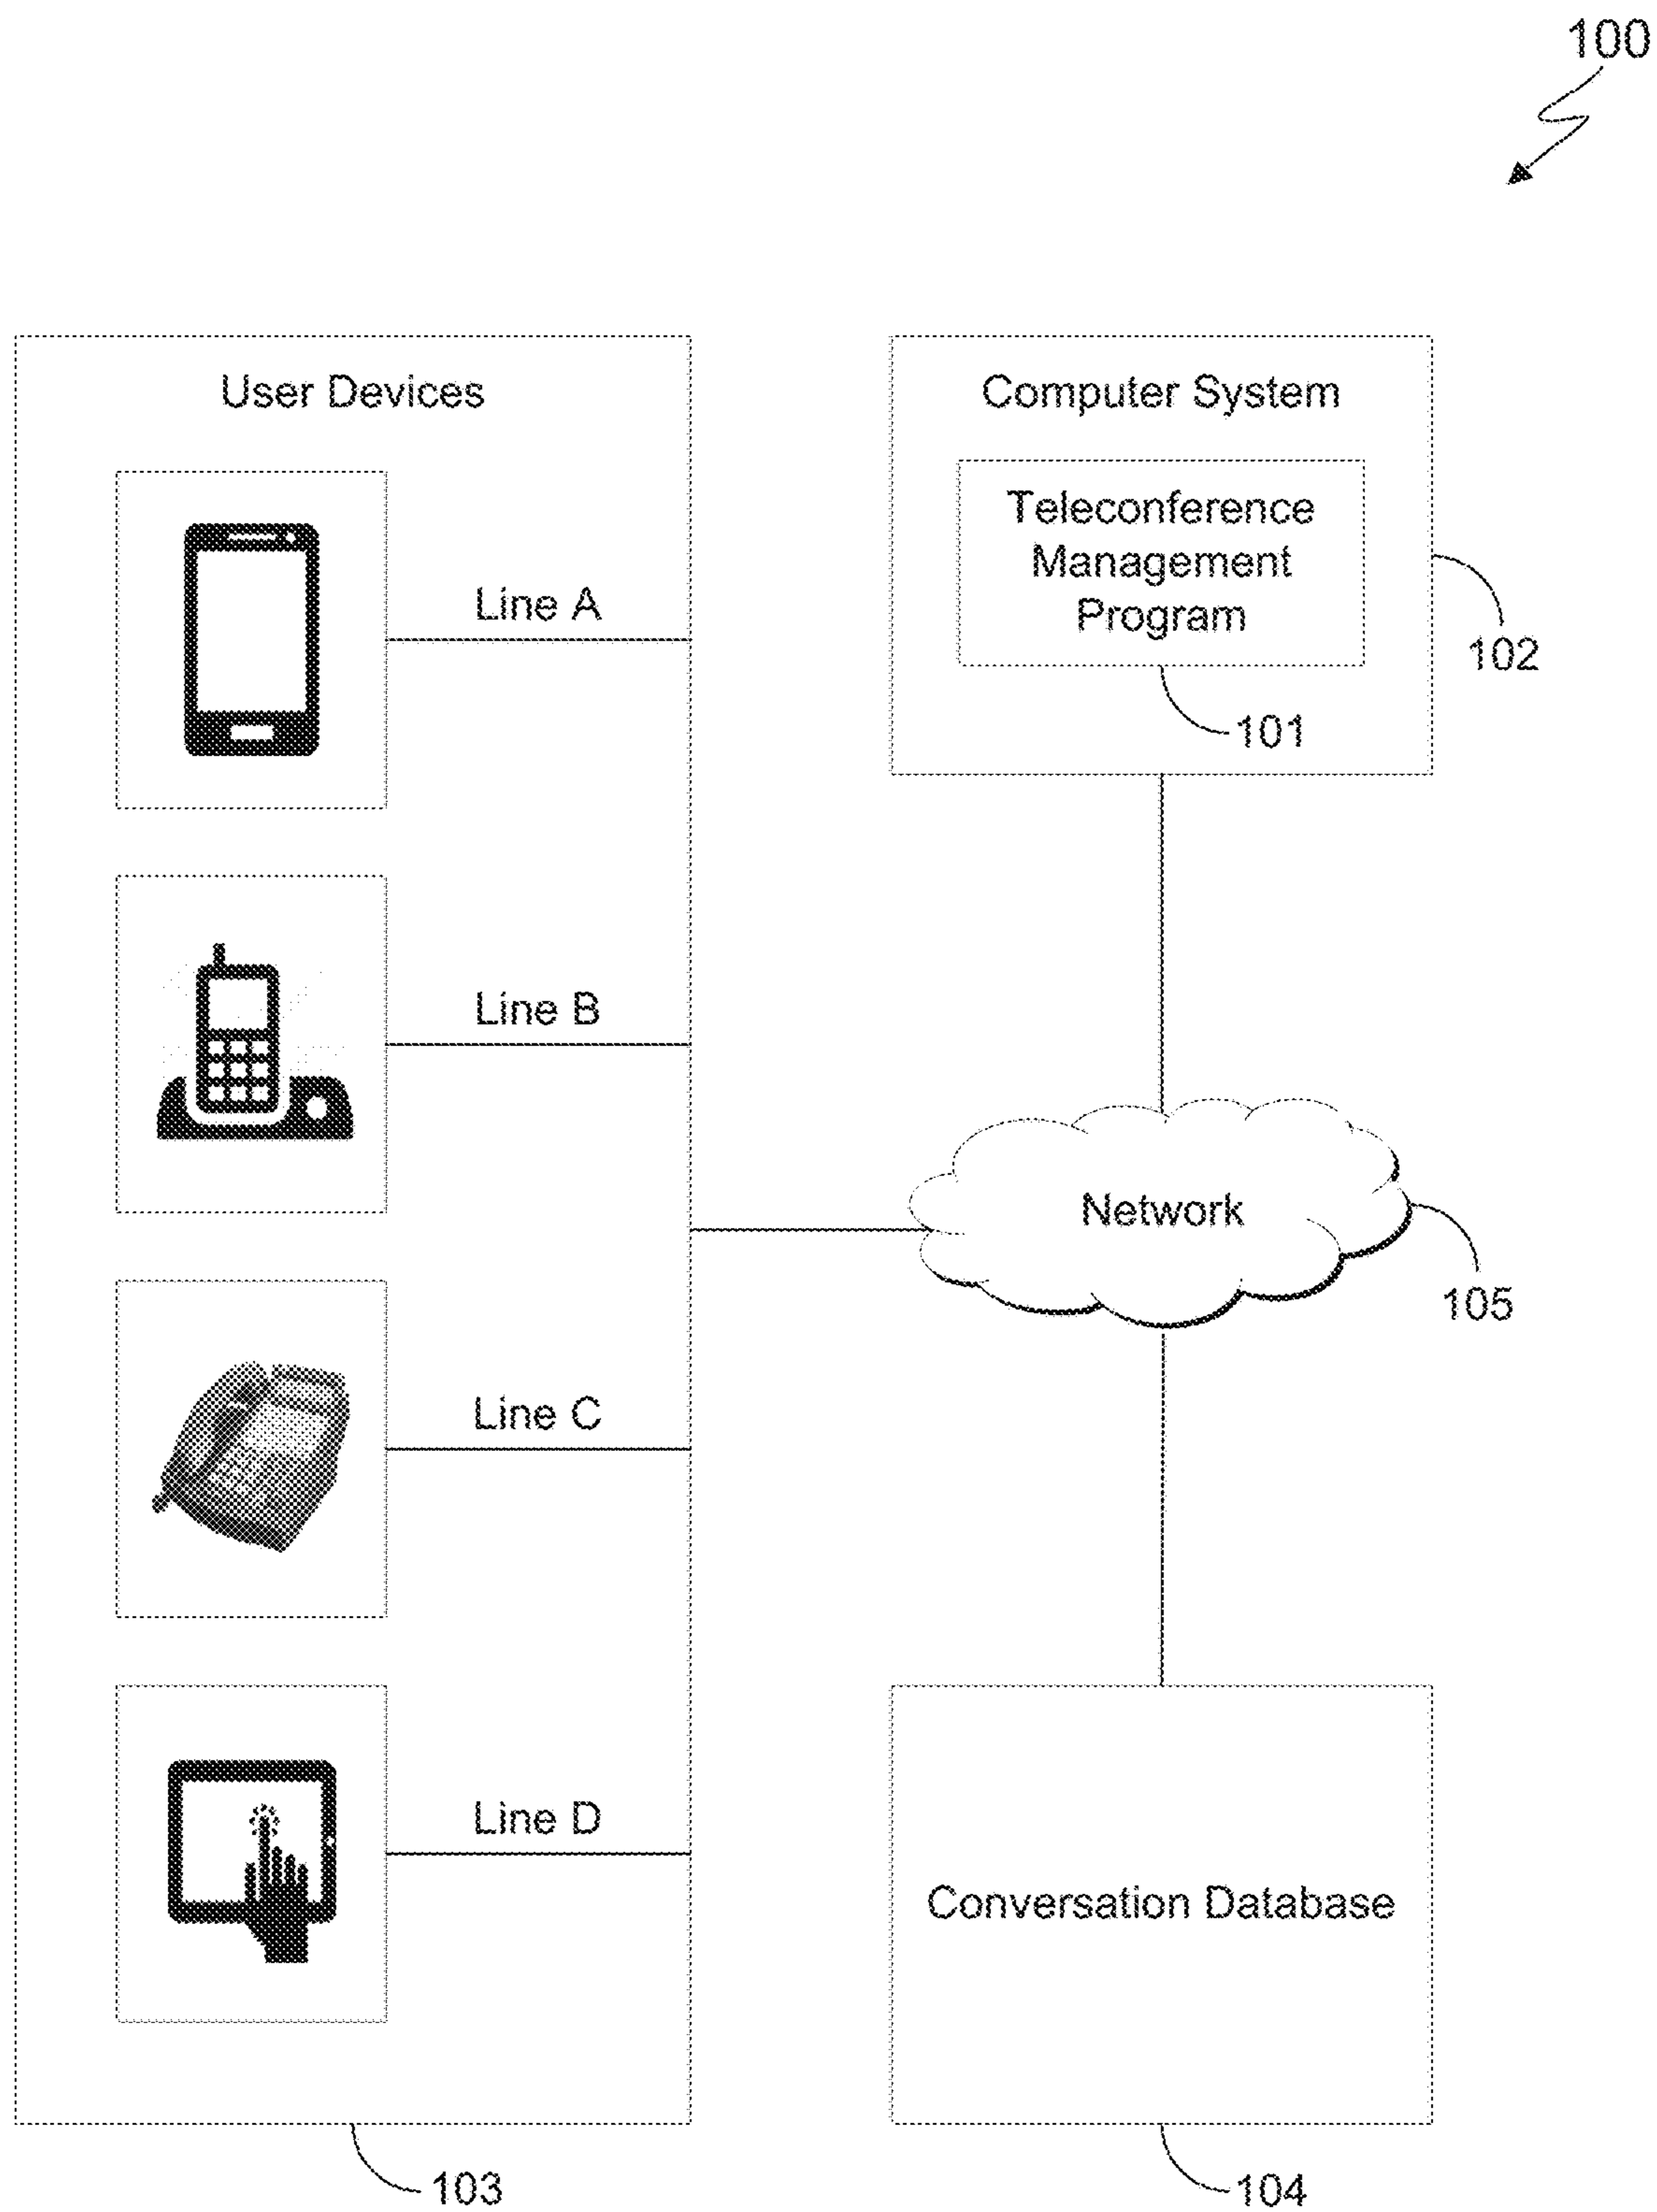 100
User Devices
Line A
Line B
Line C
Line D
103
Computer System
Teleconference
Management
Program
101
102
Network
105
Conversation Database
104